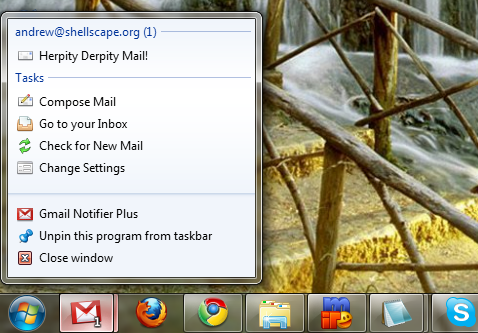 andrew@shellscape.org (1)
Herpity Derpity Mail!
Tasks
Compose Mail
Go to your Inbox
Check for New Mail
Change Settings
Gmail Notifier Plus
Unpin this program from taskbar
Close window
1